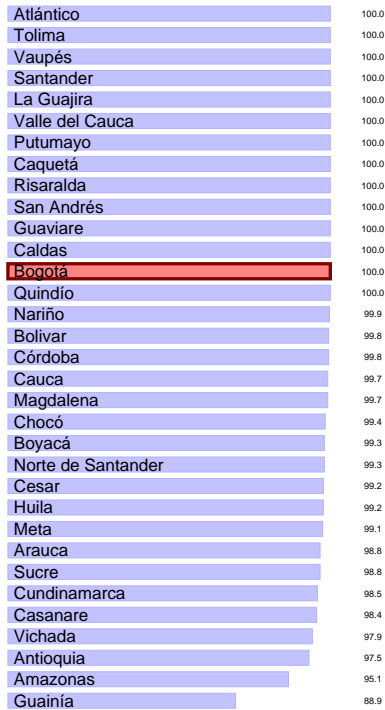 Atlántico 100.0
Tolima 100.0
Vaupés 100.0
Santander 100.0
La Guajira 100.0
Valle del Cauca 100.0
Putumayo 100.0
Caquetá 100.0
Risaralda 100.0
San Andrés 100.0
Guaviare 100.0
Caldas 100.0
Bogotá 100.0
Quindío 100.0
Nariño 99.9
Bolivar 99.8
Córdoba 99.8
Cauca 99.7
Magdalena 99.7
Chocó 99.4
Boyacá 99.3
Norte de Santander 99.3
Cesar 99.2
Huila 99.2
Meta 99.1
Arauca 98.8
Sucre 98.8
Cundinamarca 98.5
Casanare 98.4
Vichada 97.9
Antioquia 97.5
Amazonas 95.1
Guainía 88.9